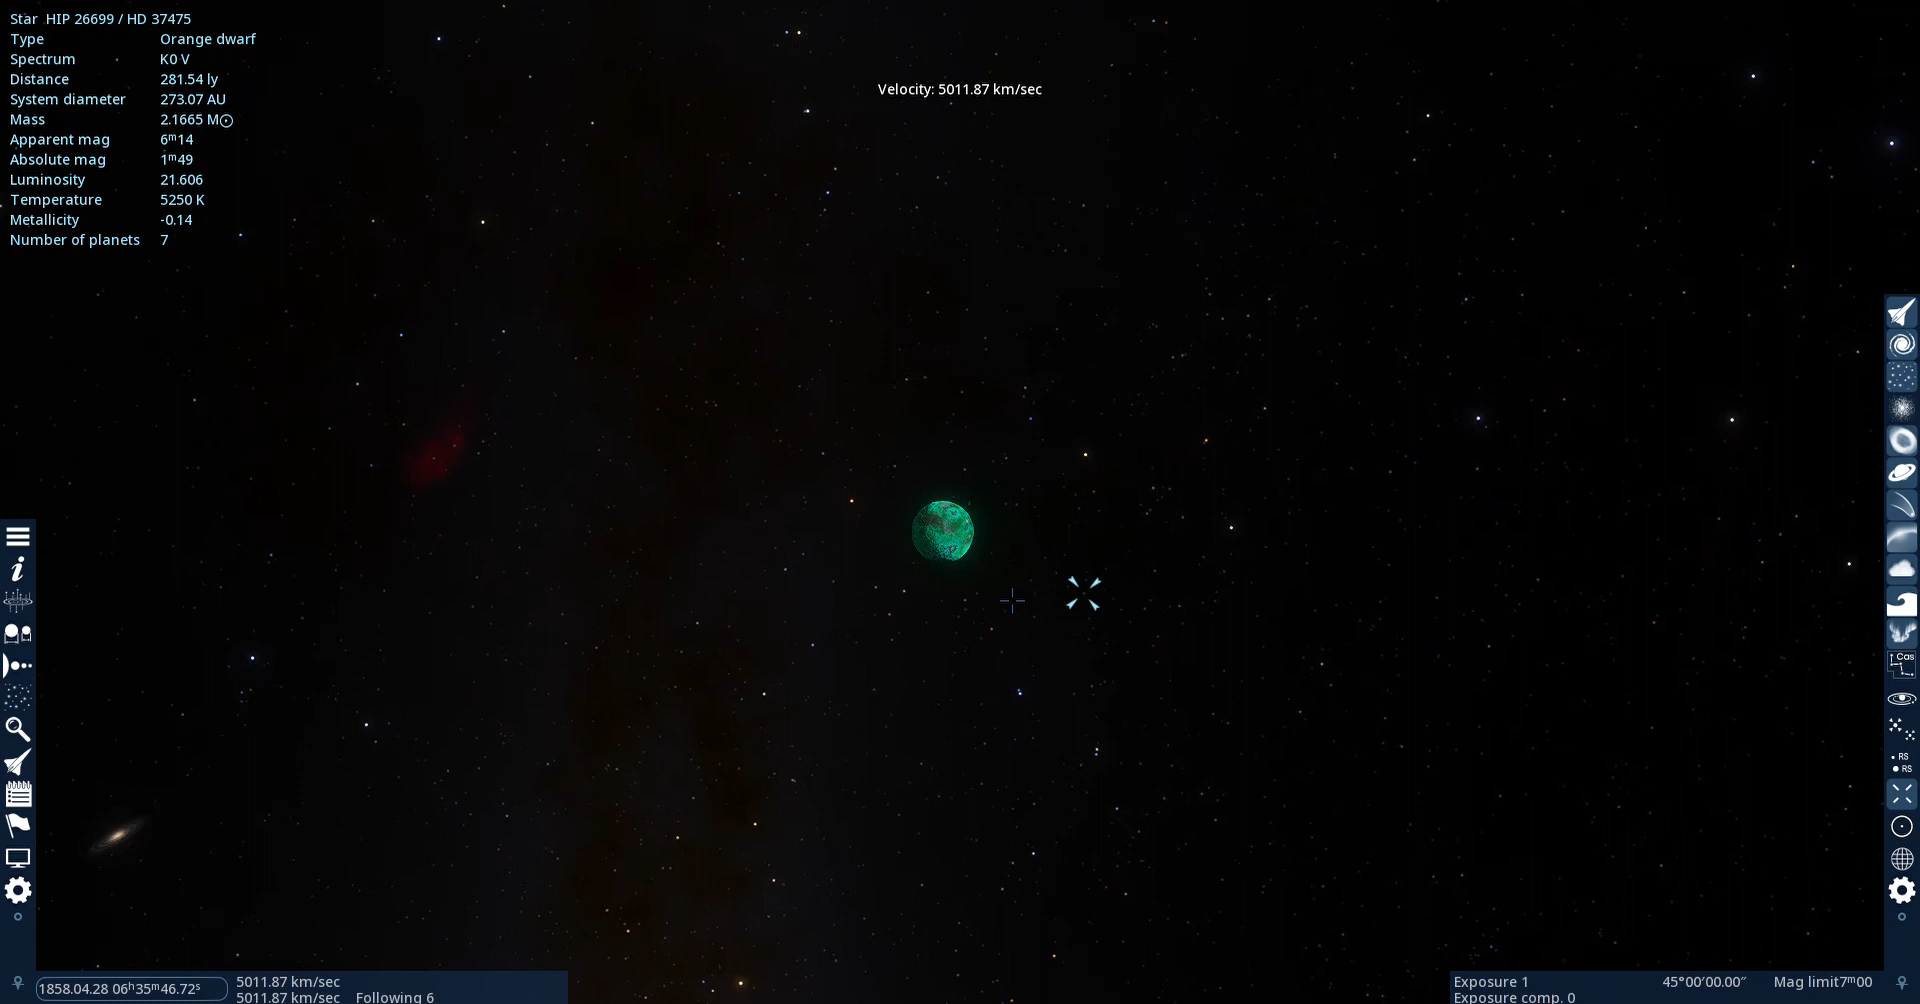 Star HIP 26699 / HD 37475
Type Orange dwarf
Spectrum K0 V
Distance 281.54 ly
System diameter 273.07 AU
Mass 2.1665 M☉
Apparent mag 6ᵐ14
Absolute mag 1ᵐ49
Luminosity 21.606
Temperature 5250 K
Metallicity -0.14
Number of planets 7
Velocity: 5011.87 km/sec
Cas
RS
RS
1858.04.28 06ʰ35ᵐ46.72ˢ
5011.87 km/sec
5011.87 km/sec Following 6
Exposure 1 45°00′00.00″ Mag limit7ᵐ00
Exposure comp. 0